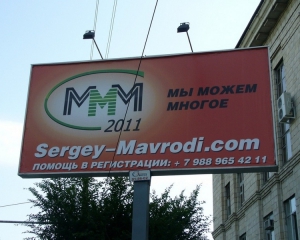 МММ
2011
МЫ МОЖЕМ
МНОГОЕ
Sergey-Mavrodi.com
ПОМОЩЬ В РЕГИСТРАЦИИ: + 7 988 965 42 11